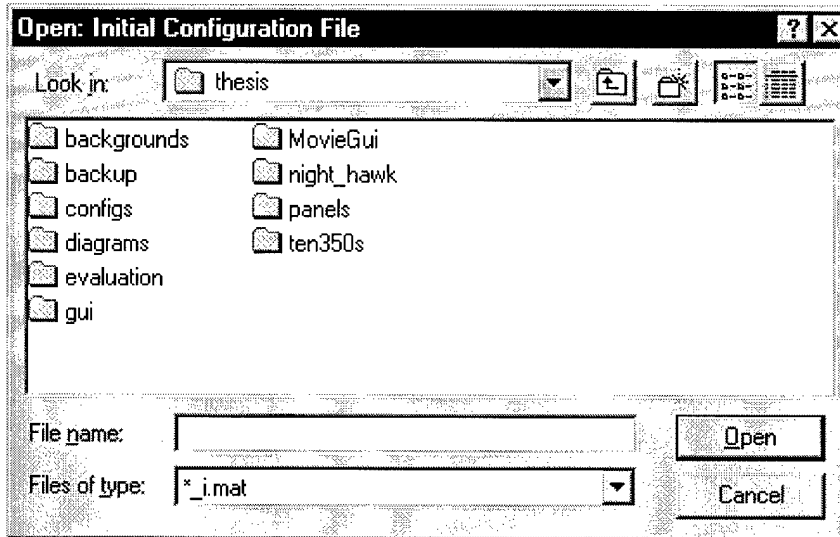 Open: Initial Configuration File
Look in: thesis
backgrounds MovieGui
backup night_hawk
configs panels
diagrams ten350s
evaluation
gui
File name: Open
Files of type: *_i.mat Cancel